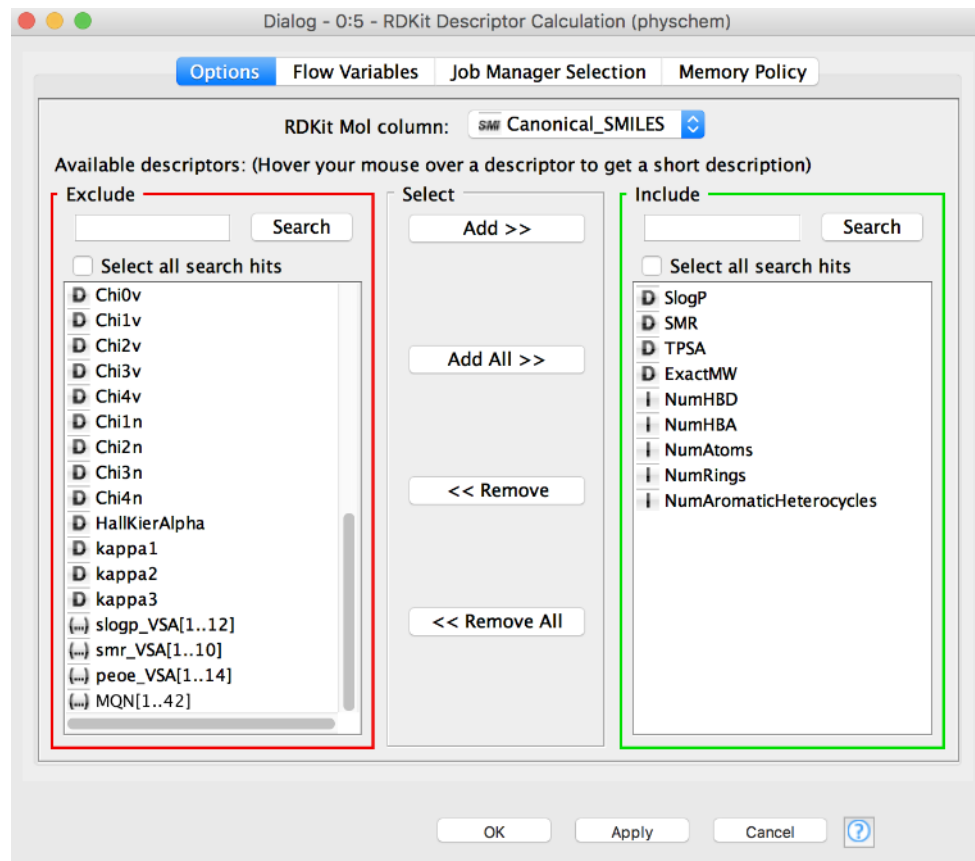 Dialog - 0:5 - RDKit Descriptor Calculation (physchem)
Options Flow Variables Job Manager Selection Memory Policy
RDKit Mol column: SMI Canonical_SMILES
Available descriptors: (Hover your mouse over a descriptor to get a short description)
Exclude
Search
Select all search hits
D Chi0v
D Chi1v
D Chi2v
D Chi3v
D Chi4v
D Chi1n
D Chi2n
D Chi3n
D Chi4n
D HallKierAlpha
D kappa1
D kappa2
D kappa3
(...) slogp_VSA[1..12]
(...) smr_VSA[1..10]
(...) peoe_VSA[1..14]
(...) MQN[1..42]
Select
Add >>
Add All >>
<< Remove
<< Remove All
Include
Search
Select all search hits
D SlogP
D SMR
D TPSA
D ExactMW
I NumHBD
I NumHBA
I NumAtoms
I NumRings
I NumAromaticHeterocycles
OK Apply Cancel ?